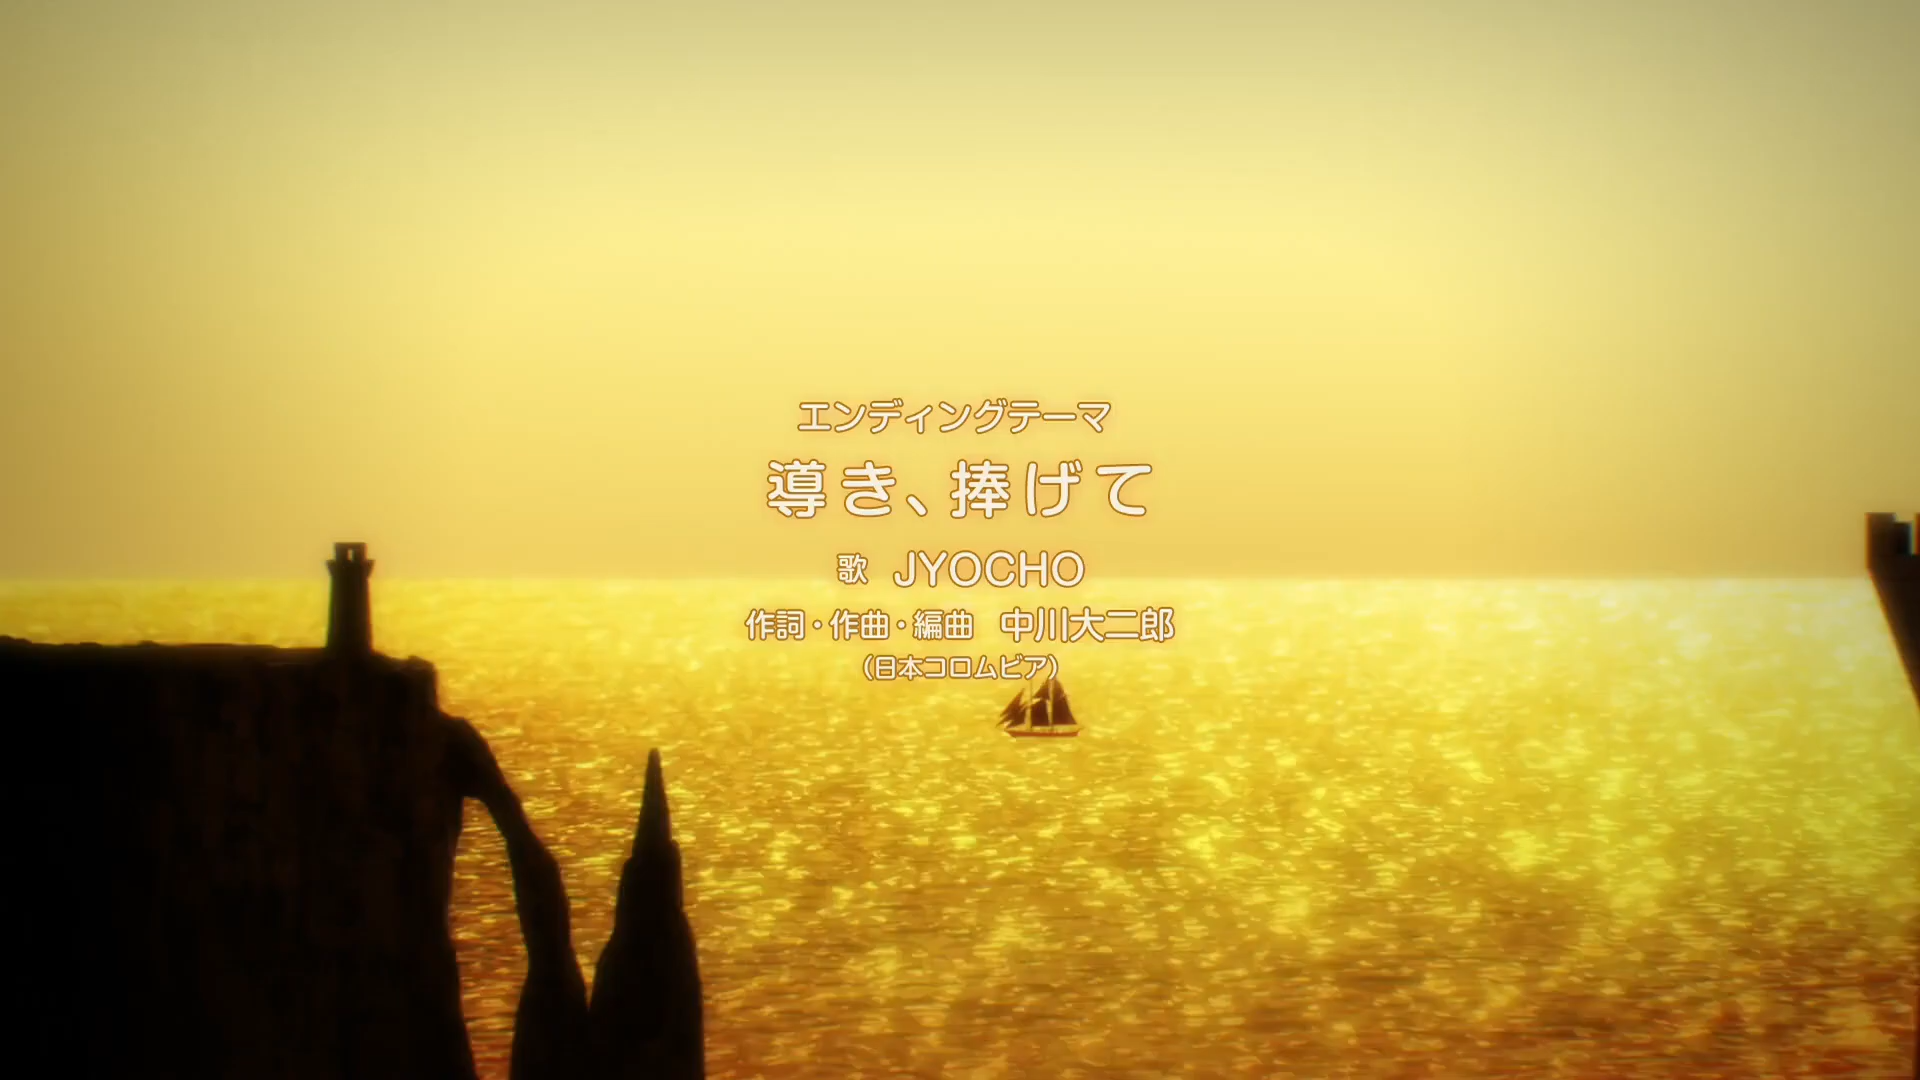 エンディングテーマ
導き、捧げて
歌 JYOCHO
作詞・作曲・編曲 中川大二郎
（日本コロムビア）